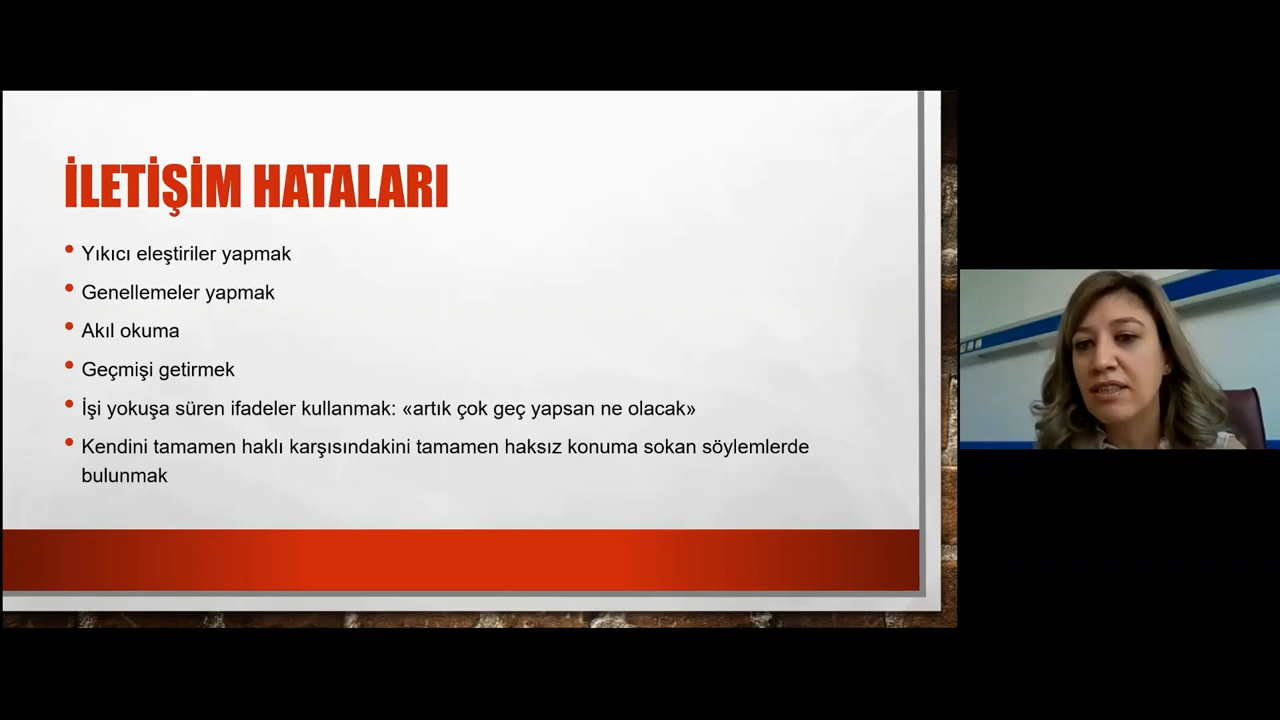 İLETİŞİM HATALARI
Yıkıcı eleştiriler yapmak
Genellemeler yapmak
Akıl okuma
Geçmişi getirmek
İşi yokuşa süren ifadeler kullanmak: «artık çok geç yapsan ne olacak»
Kendini tamamen haklı karşısındakini tamamen haksız konuma sokan söylemlerde
bulunmak